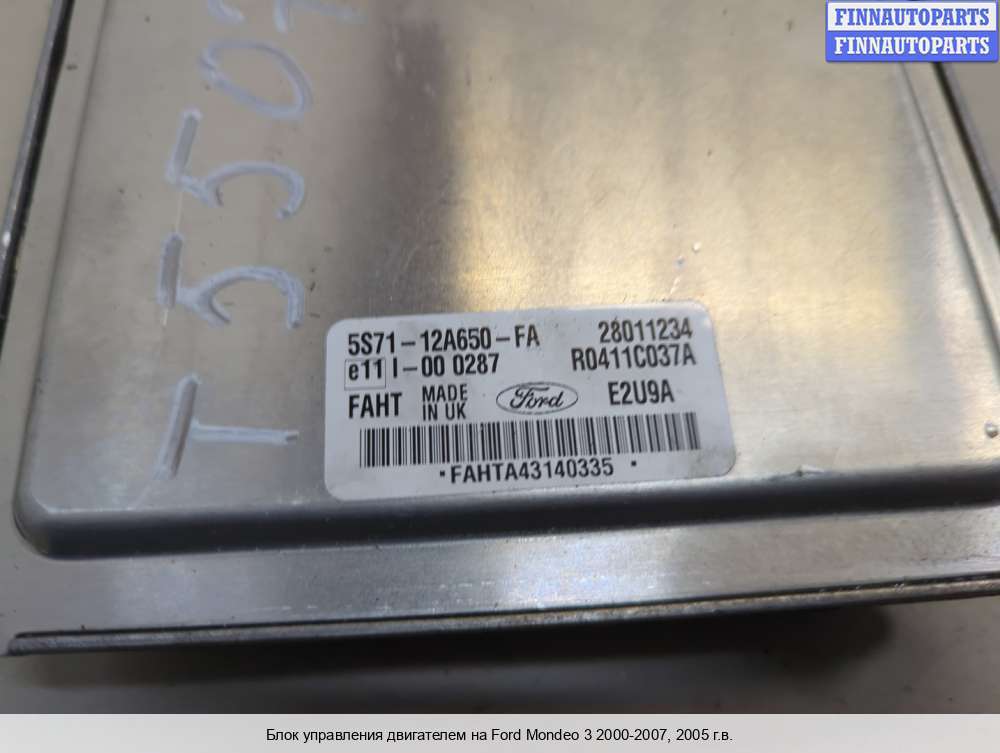 FINNAUTOPARTS
FINNAUTOPARTS
5S71-12A650-FA 28011234
e11 I-00 0287 R0411C037A
FAHT MADE IN UK Ford E2U9A
*FAHTA43140335*
Блок управления двигателем на Ford Mondeo 3 2000-2007, 2005 г.в.